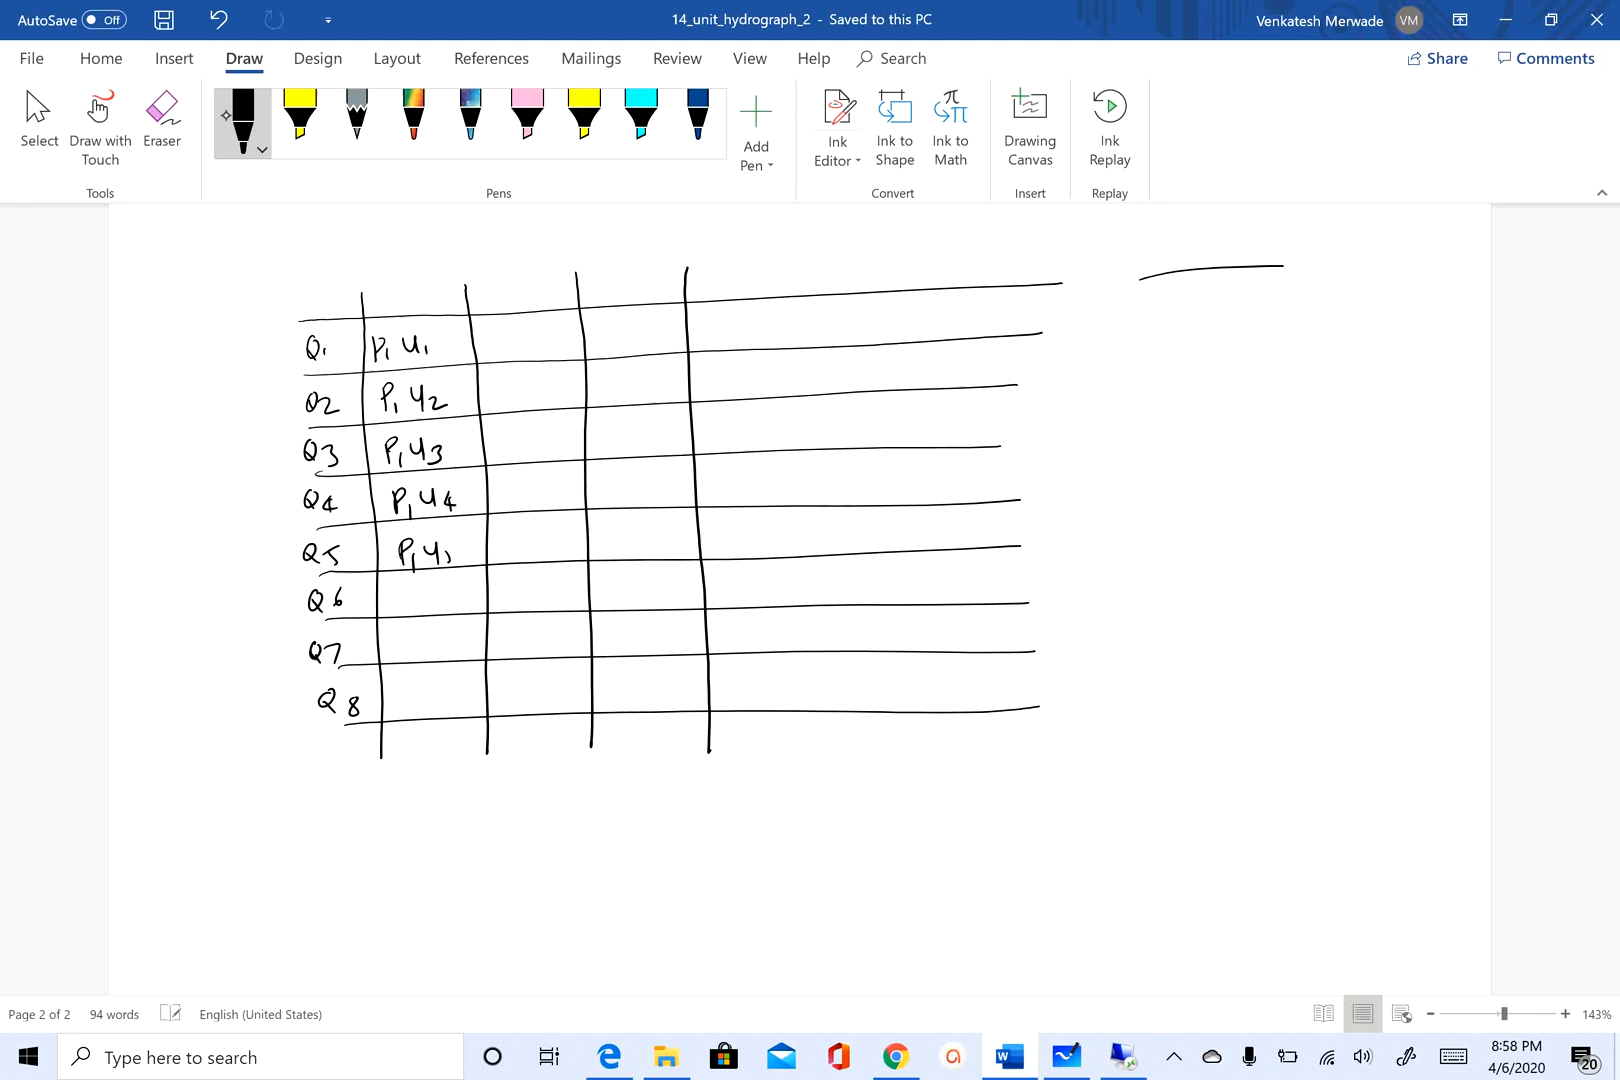 AutoSave Off 14_unit_hydrograph_2 - Saved to this PC Venkatesh Merwade VM
File Home Insert Draw Design Layout References Mailings Review View Help Search Share Comments
Select Draw with Touch Eraser Add Pen Ink Editor Ink to Shape Ink to Math Drawing Canvas Ink Replay
Tools Pens Convert Insert Replay
Q1 P1 U1
Q2 P1 U2
Q3 P1 U3
Q4 P1 U4
Q5 P1 U5
Q6
Q7
Q8
Page 2 of 2 94 words English (United States) 143%
Type here to search 8:58 PM
4/6/2020 20